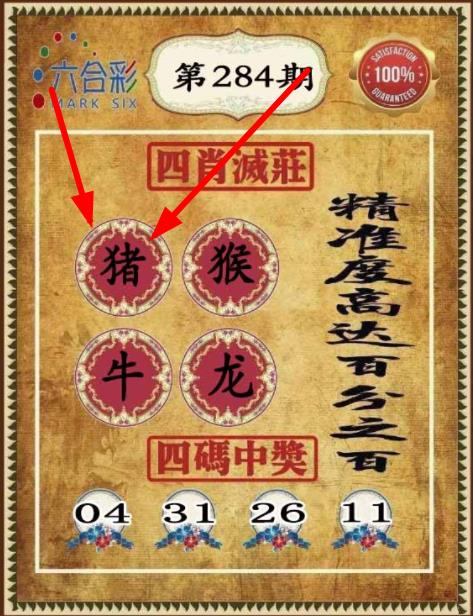 六合彩
MARK SIX
第284期
SATISFACTION
100%
GUARANTEED
四肖滅莊
猪
猴
牛
龙
精准度高达百分之百
四碼中獎
04 31 26 11